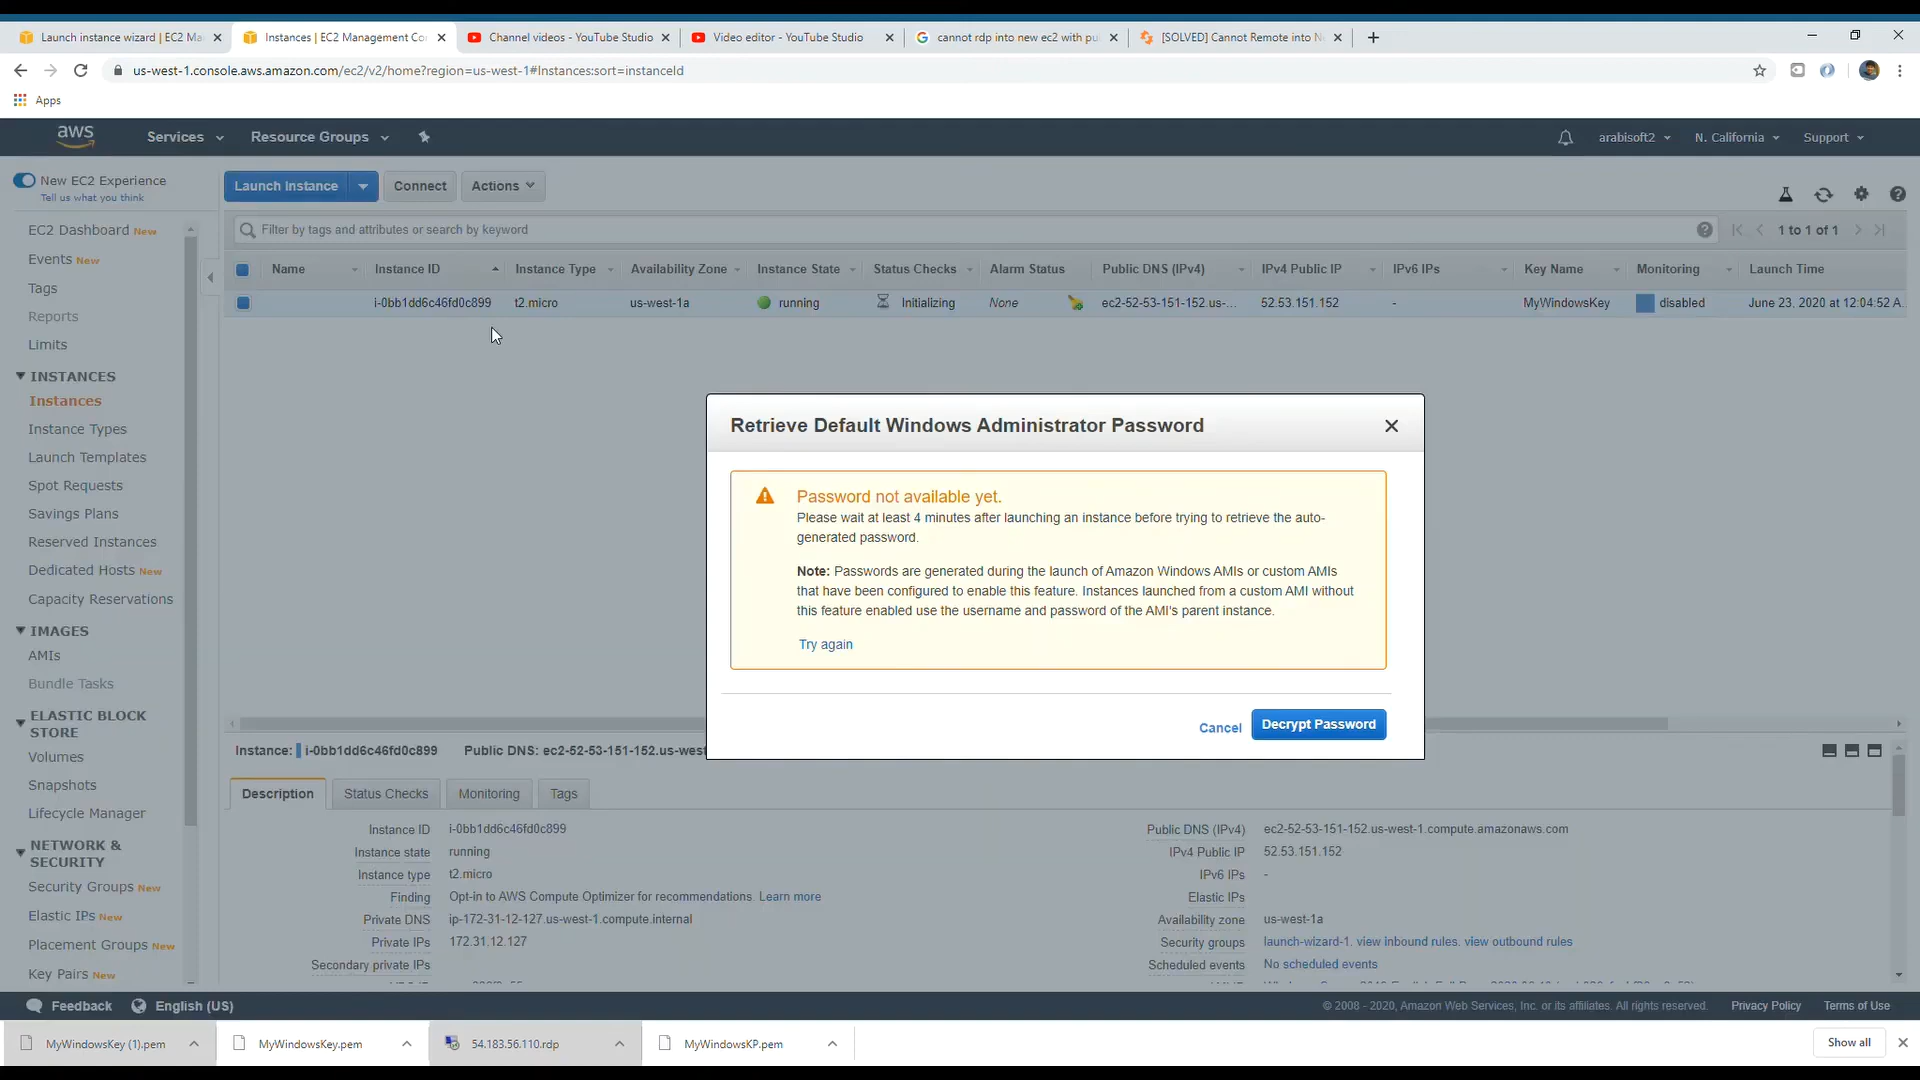 Launch instance wizard | EC2 Ma
Instances | EC2 Management Co
Channel videos - YouTube Studio
Video editor - YouTube Studio
cannot rdp into new ec2 with pu
[SOLVED] Cannot Remote into N
us-west-1.console.aws.amazon.com/ec2/v2/home?region=us-west-1#Instances:sort=instanceId
Apps
aws
Services
Resource Groups
arabisoft2
N. California
Support
New EC2 Experience
Tell us what you think
Launch Instance
Connect
Actions
EC2 Dashboard New
Events New
Tags
Reports
Limits
INSTANCES
Instances
Instance Types
Launch Templates
Spot Requests
Savings Plans
Reserved Instances
Dedicated Hosts New
Capacity Reservations
IMAGES
AMIs
Bundle Tasks
ELASTIC BLOCK
STORE
Volumes
Snapshots
Lifecycle Manager
NETWORK &
SECURITY
Security Groups New
Elastic IPs New
Placement Groups New
Key Pairs New
Filter by tags and attributes or search by keyword
1 to 1 of 1
Name Instance ID Instance Type Availability Zone Instance State Status Checks Alarm Status Public DNS (IPv4) IPv4 Public IP IPv6 IPs Key Name Monitoring Launch Time
i-0bb1dd6c46fd0c899 t2.micro us-west-1a running Initializing None ec2-52-53-151-152.us-... 52.53.151.152 - MyWindowsKey disabled June 23, 2020 at 12:04:52 A...
Retrieve Default Windows Administrator Password
Password not available yet.
Please wait at least 4 minutes after launching an instance before trying to retrieve the auto-
generated password.
Note: Passwords are generated during the launch of Amazon Windows AMIs or custom AMIs
that have been configured to enable this feature. Instances launched from a custom AMI without
this feature enabled use the username and password of the AMI's parent instance.
Try again
Cancel
Decrypt Password
Instance: i-0bb1dd6c46fd0c899 Public DNS: ec2-52-53-151-152.us-west
Description
Status Checks
Monitoring
Tags
Instance ID i-0bb1dd6c46fd0c899
Instance state running
Instance type t2.micro
Finding Opt-in to AWS Compute Optimizer for recommendations. Learn more
Private DNS ip-172-31-12-127.us-west-1.compute.internal
Private IPs 172.31.12.127
Secondary private IPs
Public DNS (IPv4) ec2-52-53-151-152.us-west-1.compute.amazonaws.com
IPv4 Public IP 52.53.151.152
IPv6 IPs -
Elastic IPs
Availability zone us-west-1a
Security groups launch-wizard-1. view inbound rules. view outbound rules
Scheduled events No scheduled events
Feedback
English (US)
© 2008 - 2020, Amazon Web Services, Inc. or its affiliates. All rights reserved.
Privacy Policy
Terms of Use
MyWindowsKey (1).pem
MyWindowsKey.pem
54.183.56.110.rdp
MyWindowsKP.pem
Show all